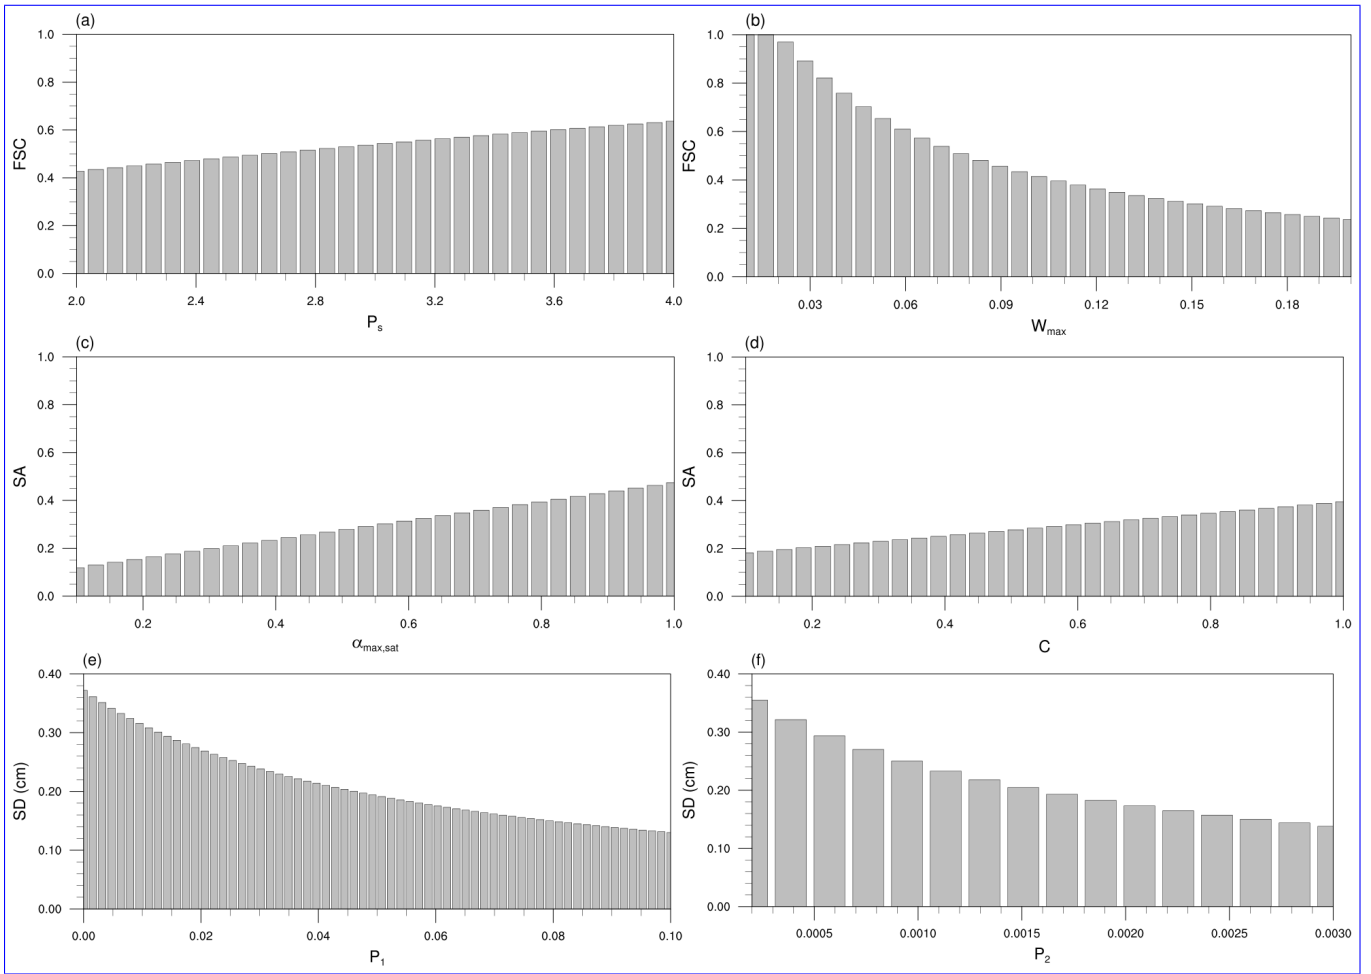 (a)
1.0
0.8
0.6
0.4
0.2
0.0
FSC
2.0 2.4 2.8 3.2 3.6 4.0
Ps
(b)
1.0
0.8
0.6
0.4
0.2
0.0
FSC
0.03 0.06 0.09 0.12 0.15 0.18
Wmax
(c)
1.0
0.8
0.6
0.4
0.2
0.0
SA
0.2 0.4 0.6 0.8 1.0
αmax,sat
(d)
1.0
0.8
0.6
0.4
0.2
0.0
SA
0.2 0.4 0.6 0.8 1.0
C
(e)
0.40
0.30
0.20
0.10
0.00
SD (cm)
0.00 0.02 0.04 0.06 0.08 0.10
P1
(f)
0.40
0.30
0.20
0.10
0.00
SD (cm)
0.0005 0.0010 0.0015 0.0020 0.0025 0.0030
P2